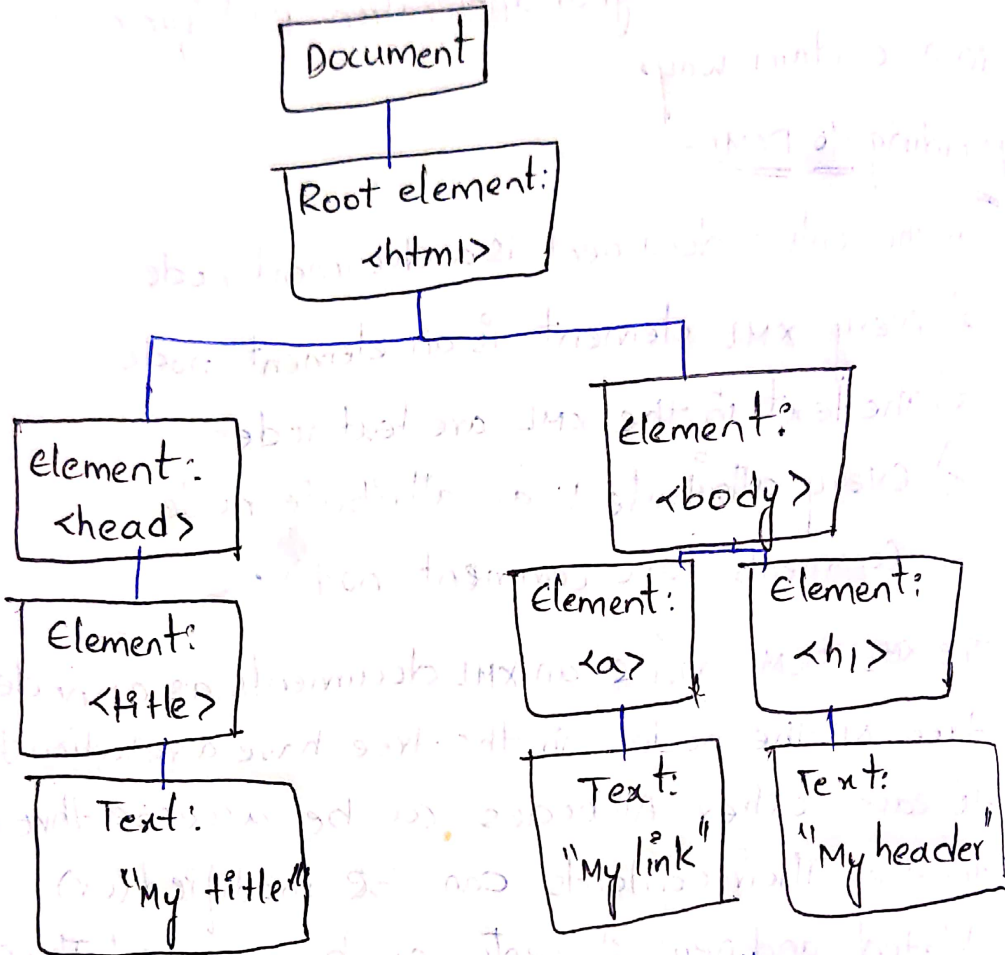 Document
Root element:
<html>
Element:
<head>
Element:
<body>
Element:
<title>
Element:
<a>
Element:
<h1>
Text:
"My title"
Text:
"My link"
Text:
"My header"